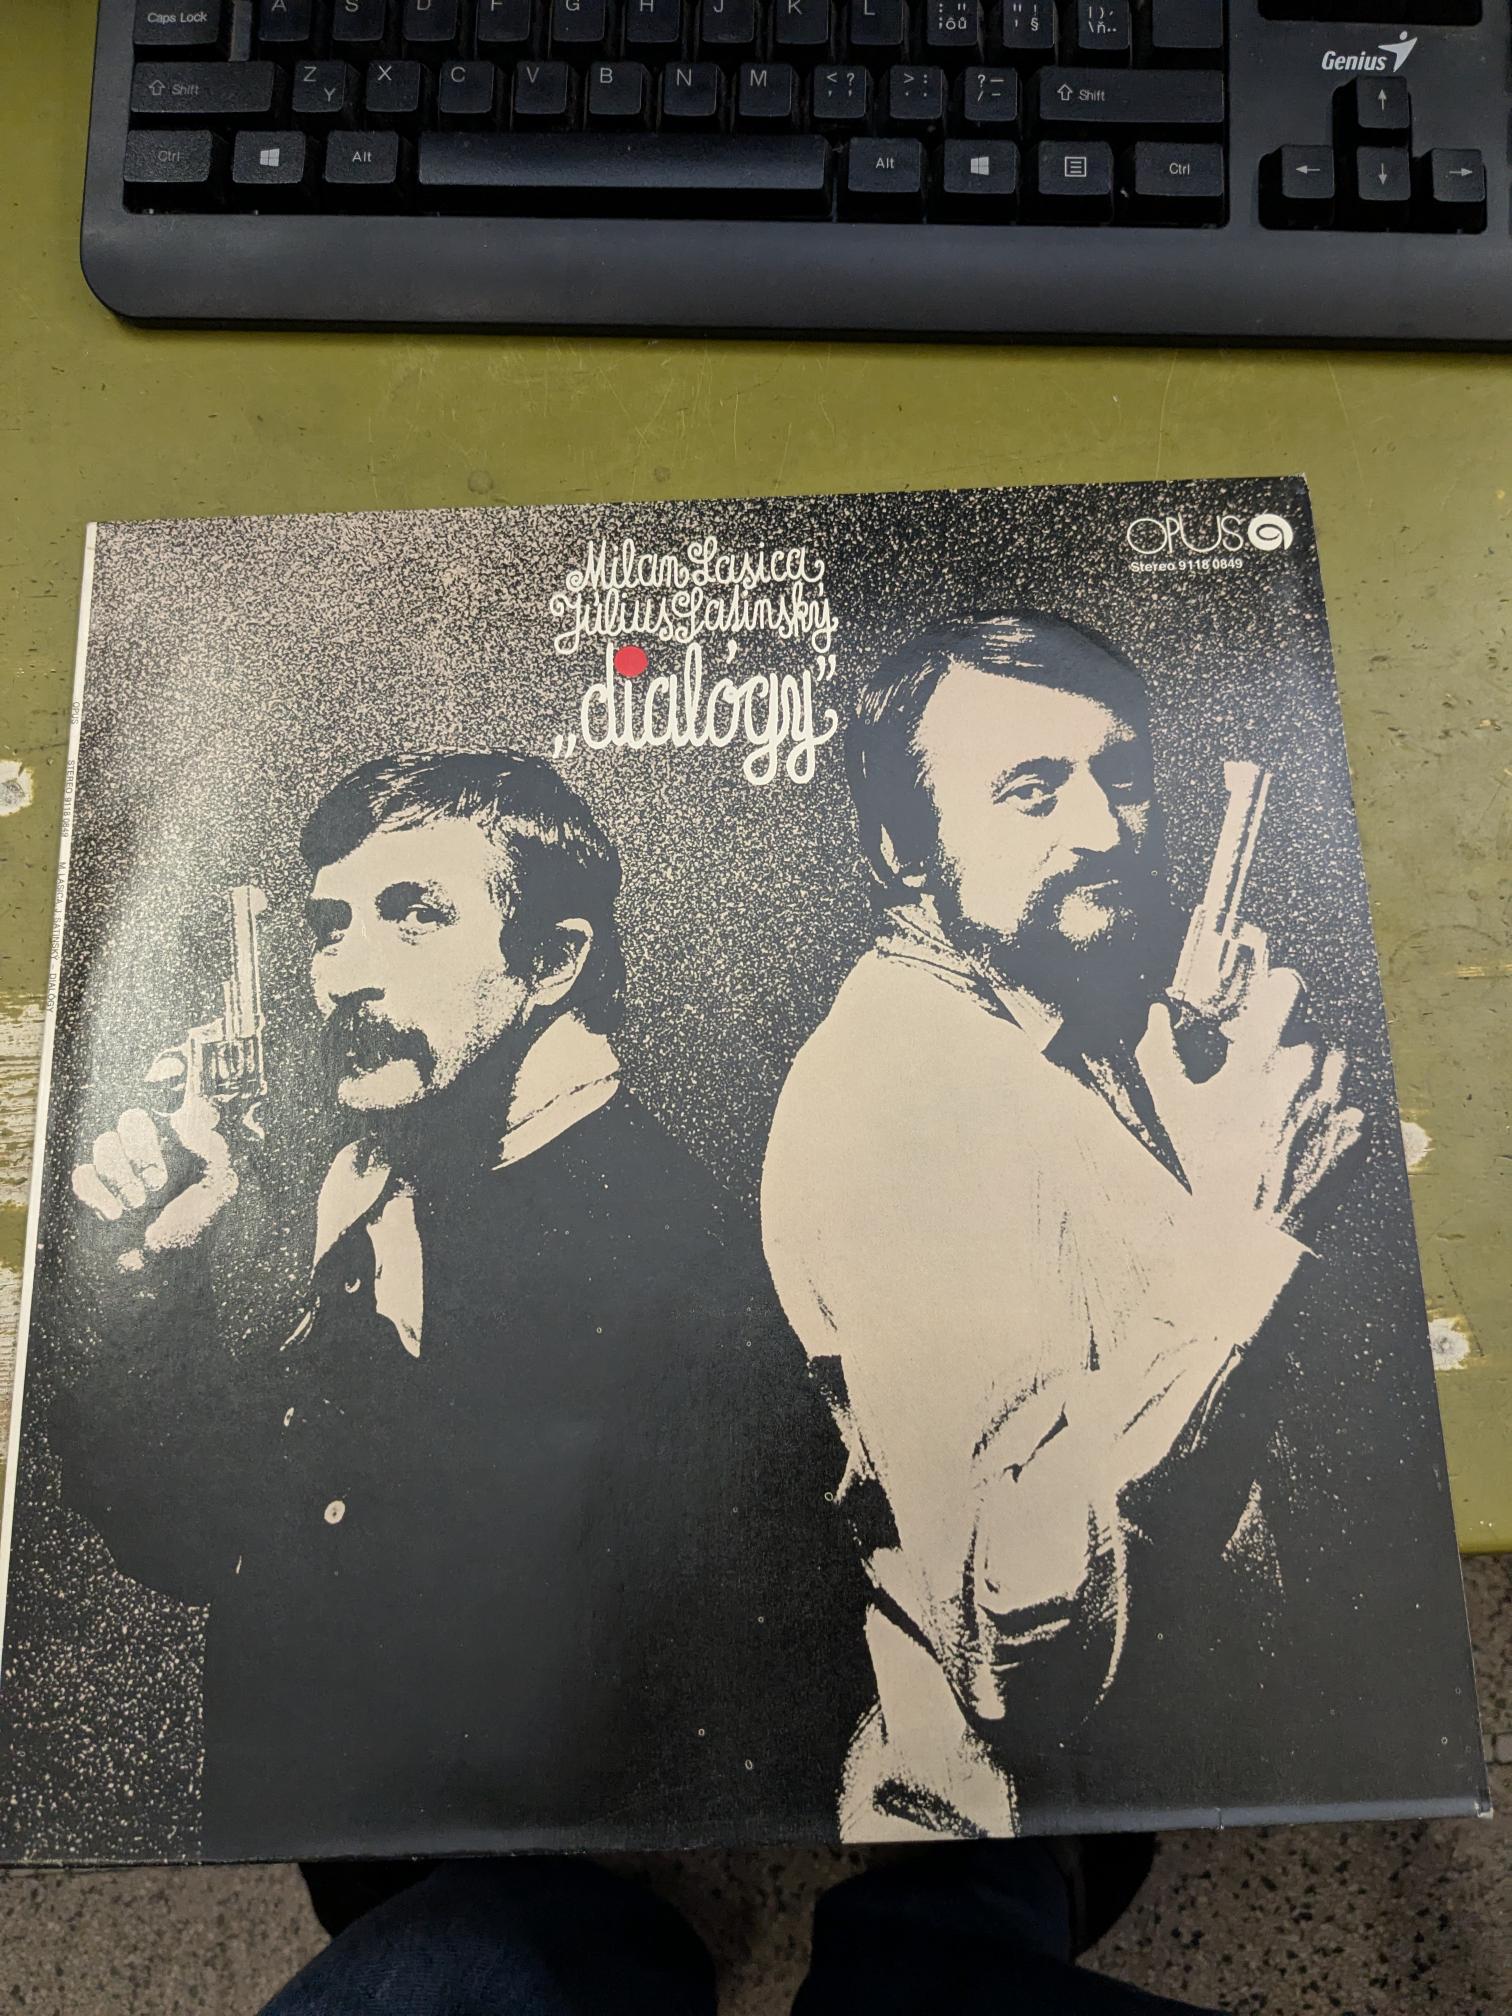 Caps Lock
A S D F G H J K L : " ; ô ů " ! ' § | ) , \ ň ..
Genius
Shift Z Y X C V B N M < ? , ' > : . ' ? – / – Shift
Ctrl Alt Alt Ctrl
OPUS
Stereo 9118 0849
Milan Lasica
Július Satinský
„dialógy”
OPUS STEREO 9118 0849 M. LASICA, J. SATINSKÝ – DIALÓGY